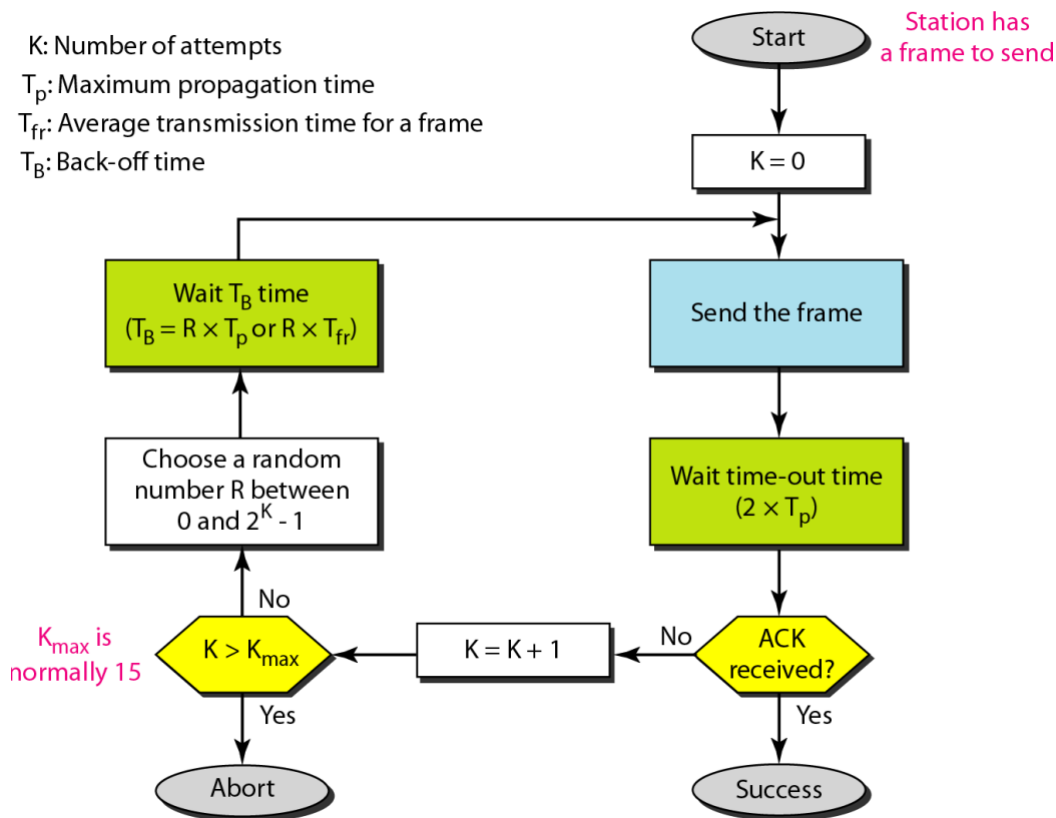 K: Number of attempts
Tp: Maximum propagation time
Tfr: Average transmission time for a frame
TB: Back-off time
Start
Station has
a frame to send
K = 0
Wait TB time
(TB = R × Tp or R × Tfr)
Send the frame
Choose a random
number R between
0 and 2^K - 1
Wait time-out time
(2 × Tp)
No
Kmax is
normally 15
K > Kmax
K = K + 1
No
ACK
received?
Yes
Yes
Abort
Success